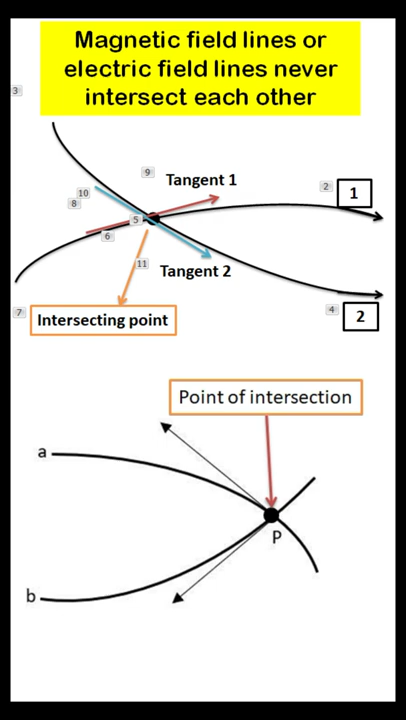 Magnetic field lines or
electric field lines never
intersect each other
3
9
Tangent 1
2
1
10
8
5
6
11
Tangent 2
7
Intersecting point
4
2
Point of intersection
a
P
b